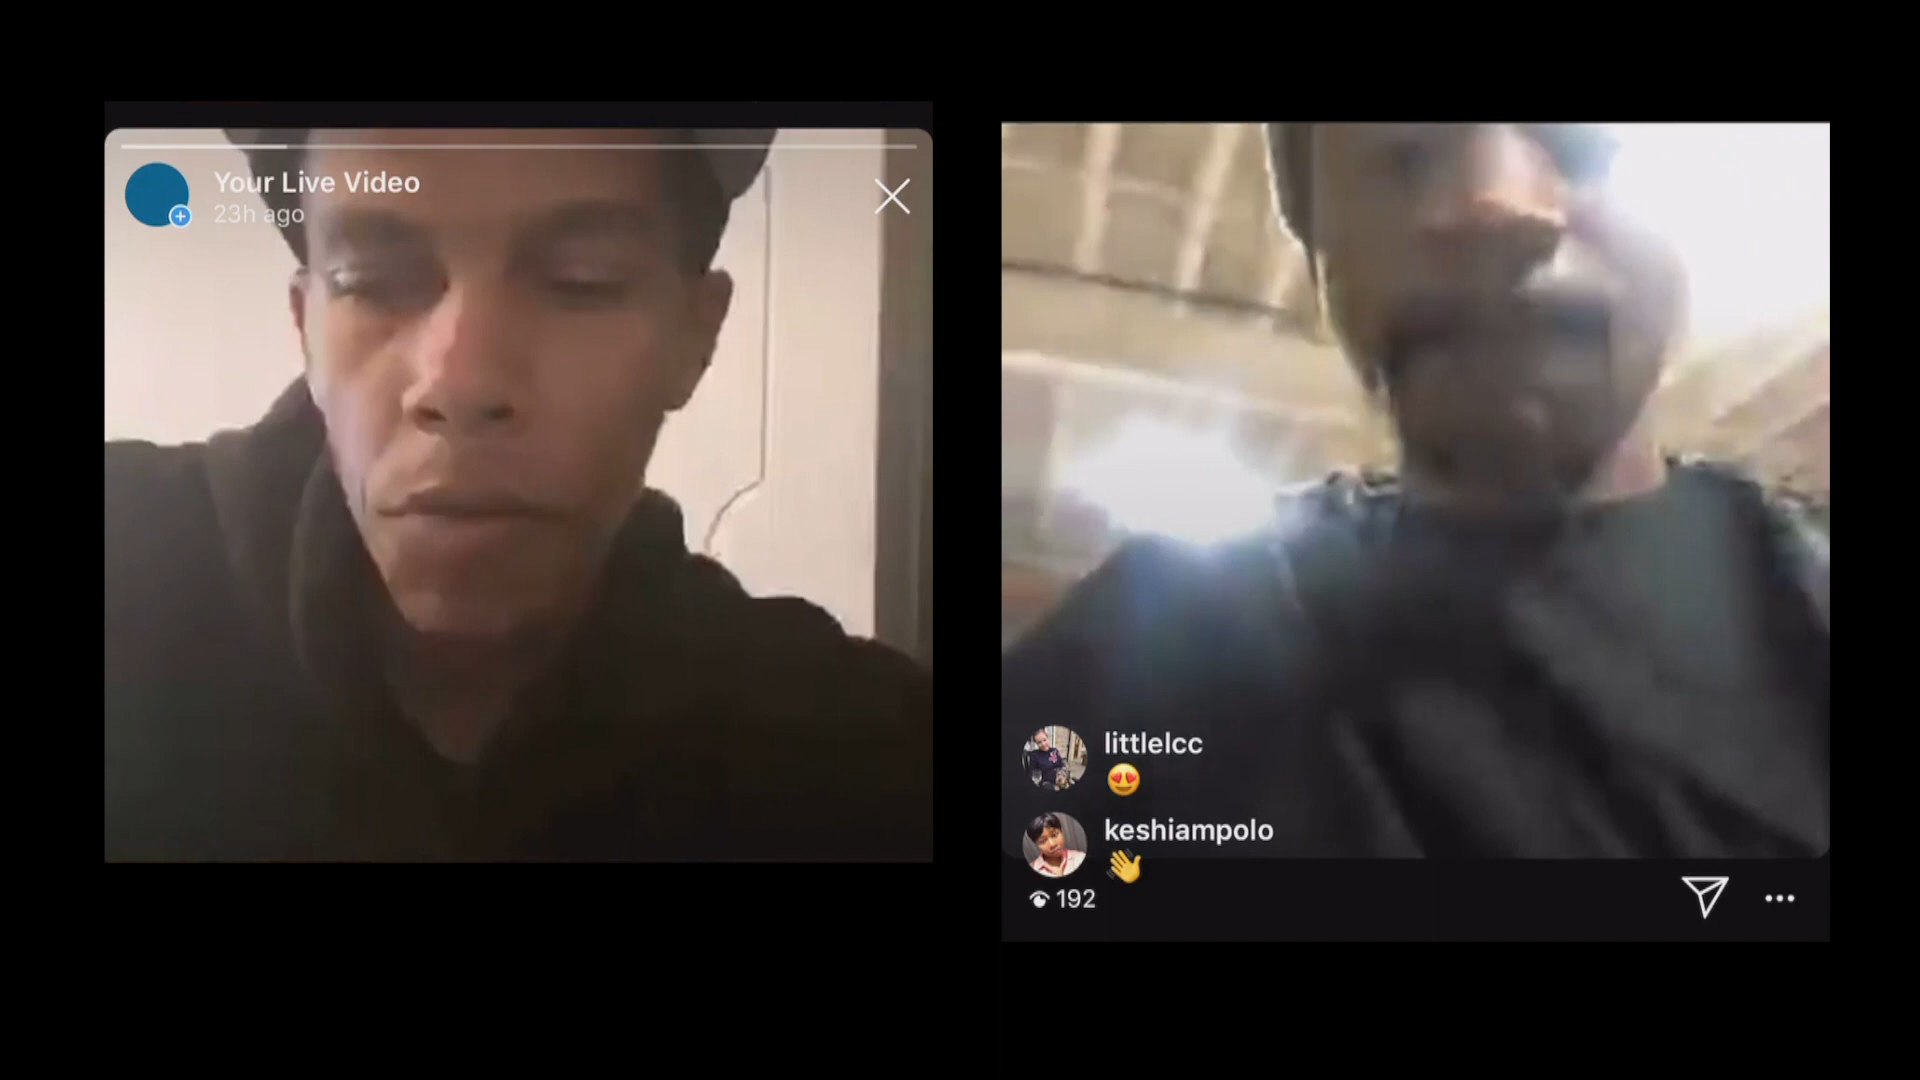 Your Live Video
23h ago
littlelcc
😍
keshiampolo
👋
192